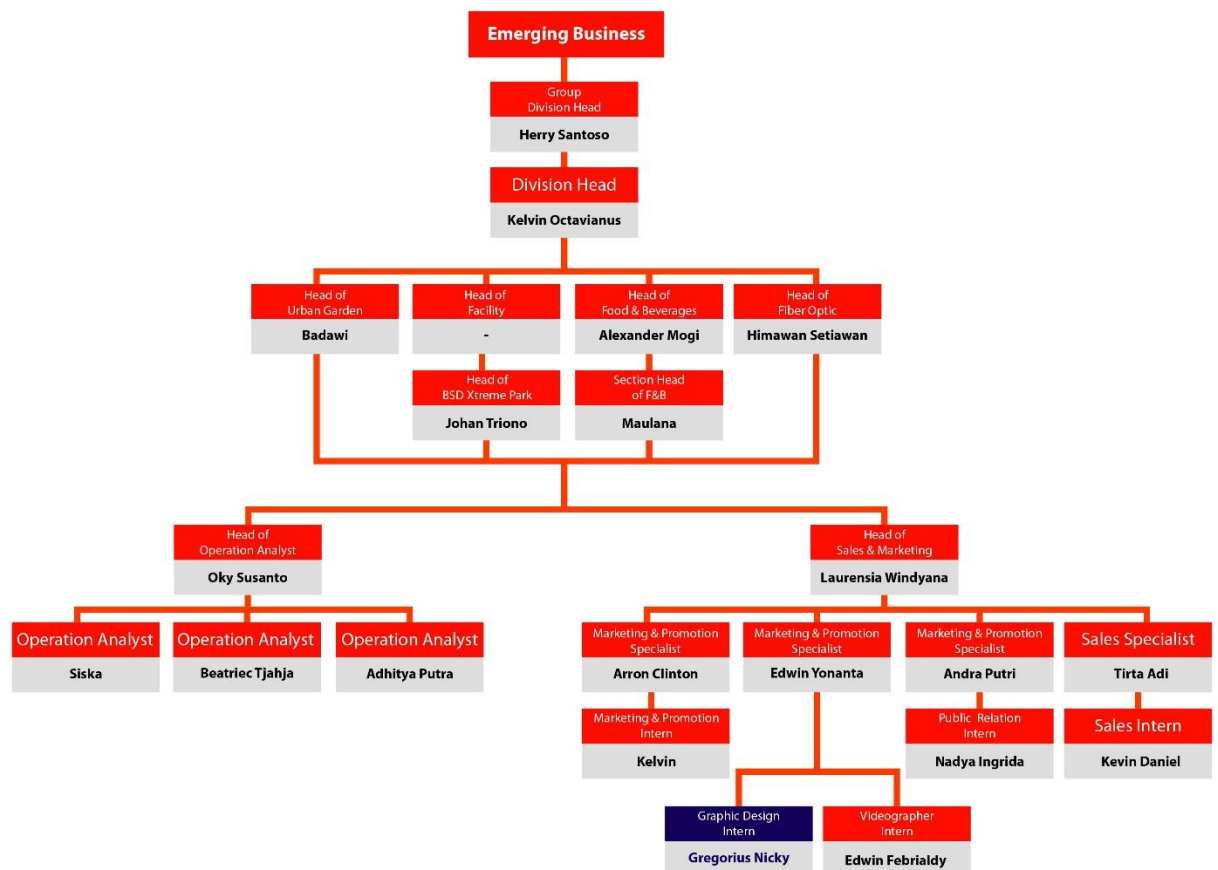 Emerging Business
Group
Division Head
Herry Santoso
Division Head
Kelvin Octavianus
Head of
Urban Garden
Badawi
Head of
Facility
-
Head of
Food & Beverages
Alexander Mogi
Head of
Fiber Optic
Himawan Setiawan
Head of
BSD Xtreme Park
Johan Triono
Section Head
of F&B
Maulana
Head of
Operation Analyst
Oky Susanto
Head of
Sales & Marketing
Laurensia Windyana
Operation Analyst
Siska
Operation Analyst
Beatriec Tjahja
Operation Analyst
Adhitya Putra
Marketing & Promotion
Specialist
Arron Clinton
Marketing & Promotion
Specialist
Edwin Yonanta
Marketing & Promotion
Specialist
Andra Putri
Sales Specialist
Tirta Adi
Marketing & Promotion
Intern
Kelvin
Public Relation
Intern
Nadya Ingrida
Sales Intern
Kevin Daniel
Graphic Design
Intern
Gregorius Nicky
Videographer
Intern
Edwin Febrialdy